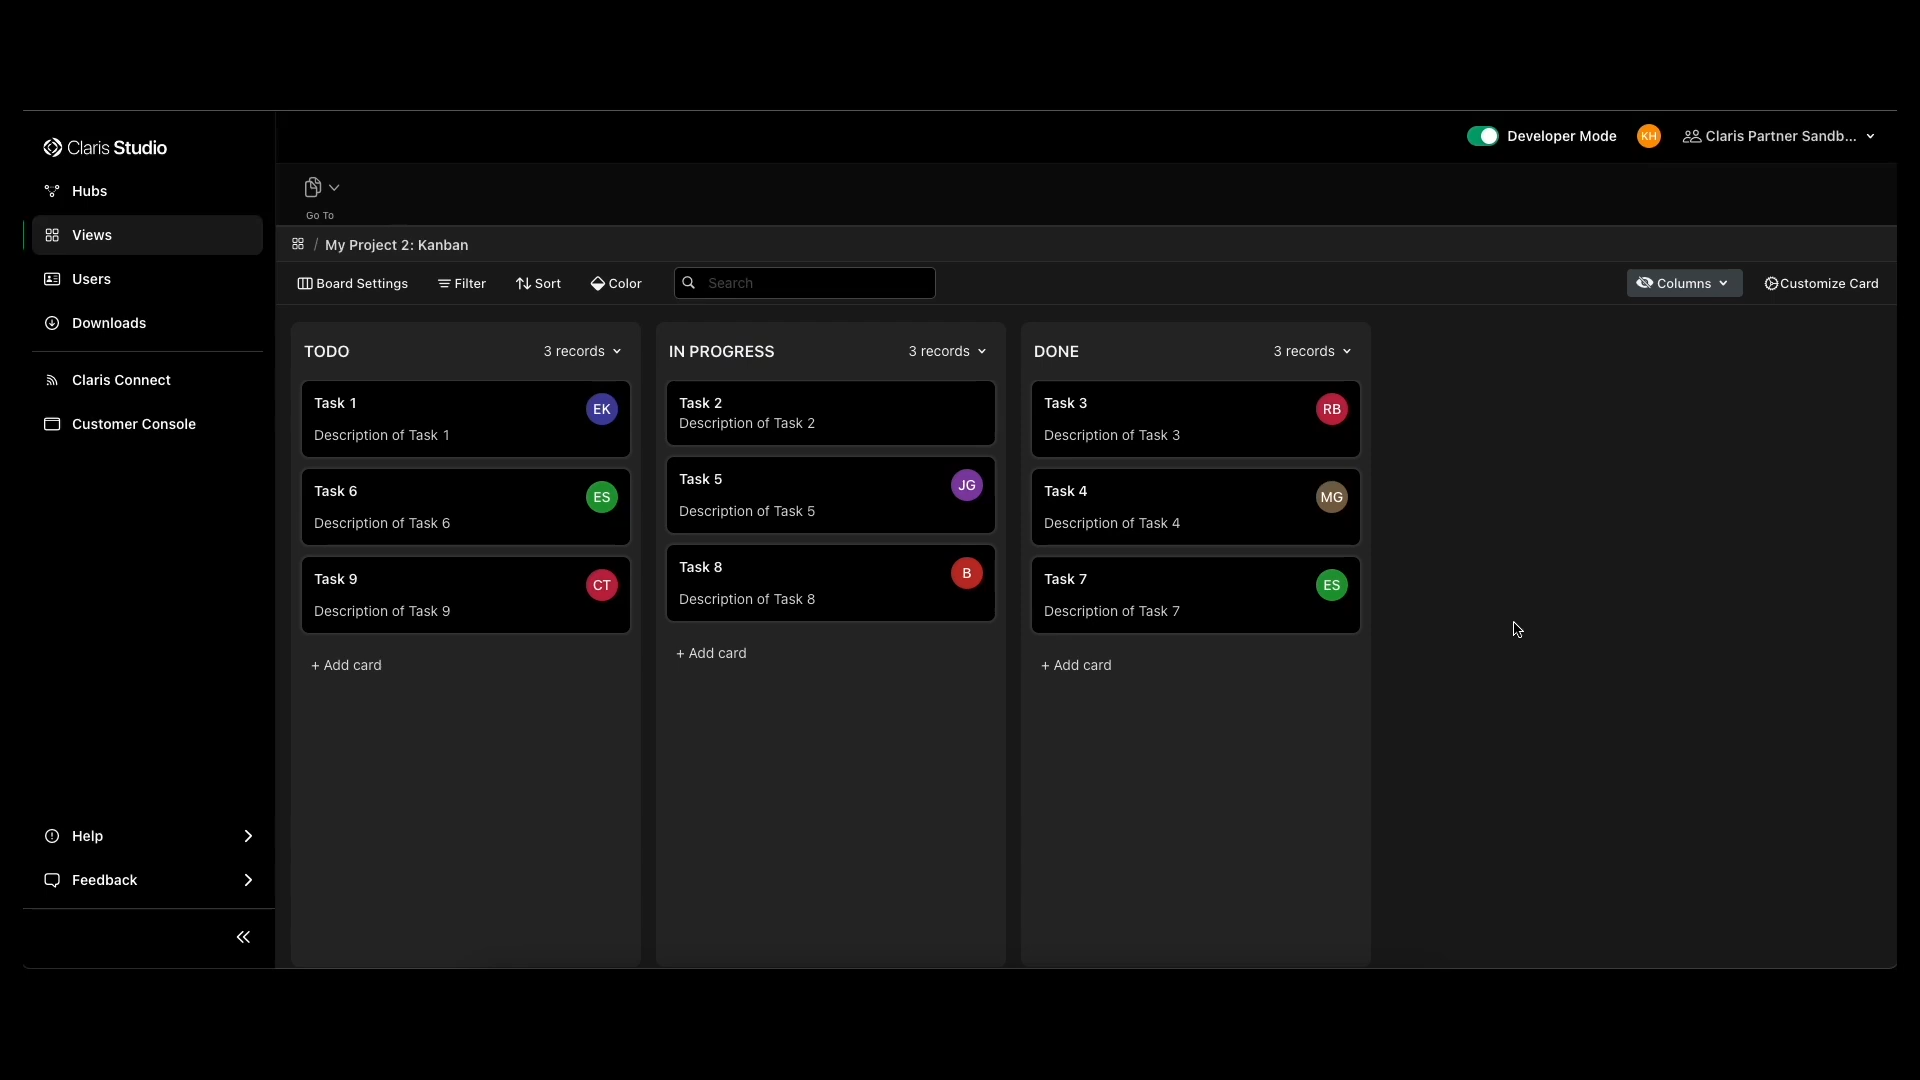 Claris Studio
Developer Mode
KH
Claris Partner Sandb...
Hubs
Views
Users
Downloads
Claris Connect
Customer Console
Help
Feedback
Go To
/ My Project 2: Kanban
Board Settings
Filter
Sort
Color
Search
Columns
Customize Card
TODO
3 records
Task 1
EK
Description of Task 1
Task 6
ES
Description of Task 6
Task 9
CT
Description of Task 9
+ Add card
IN PROGRESS
3 records
Task 2
Description of Task 2
Task 5
JG
Description of Task 5
Task 8
B
Description of Task 8
+ Add card
DONE
3 records
Task 3
RB
Description of Task 3
Task 4
MG
Description of Task 4
Task 7
ES
Description of Task 7
+ Add card